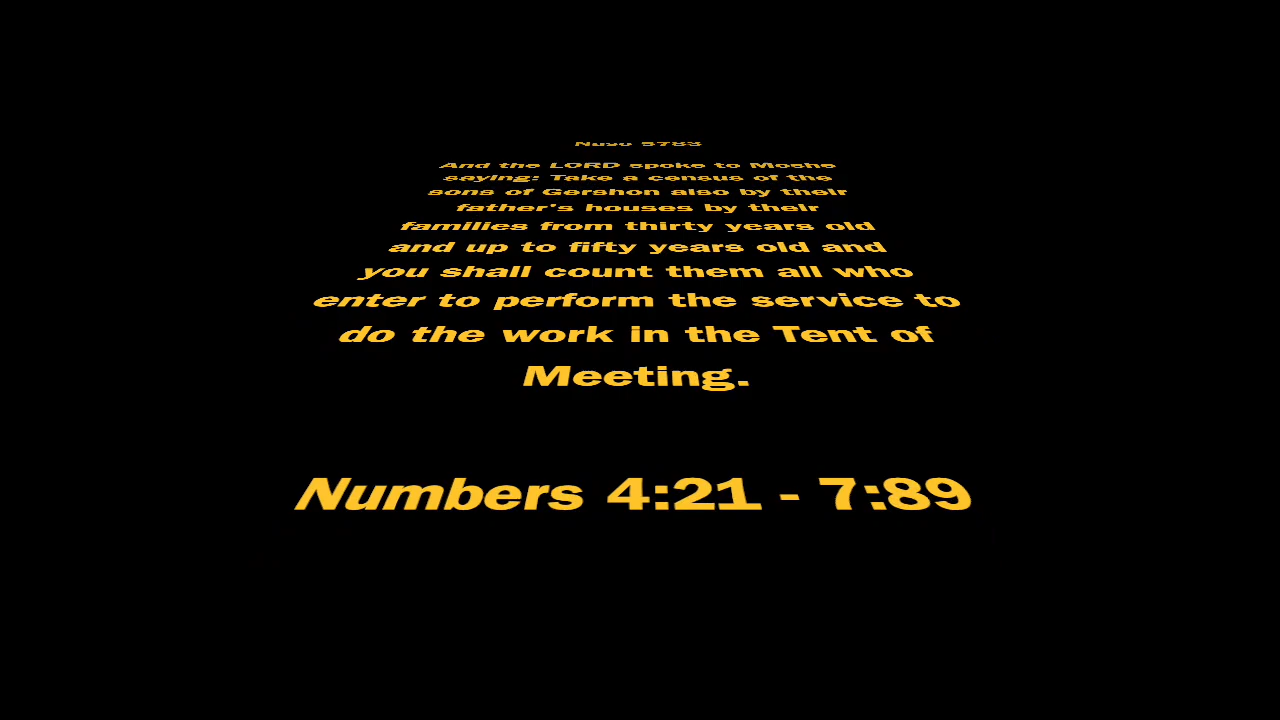 Naso 5783
And the LORD spoke to Moshe
saying: Take a census of the
sons of Gershon also by their
father's houses by their
families from thirty years old
and up to fifty years old and
you shall count them all who
enter to perform the service to
do the work in the Tent of
Meeting.
Numbers 4:21 - 7:89